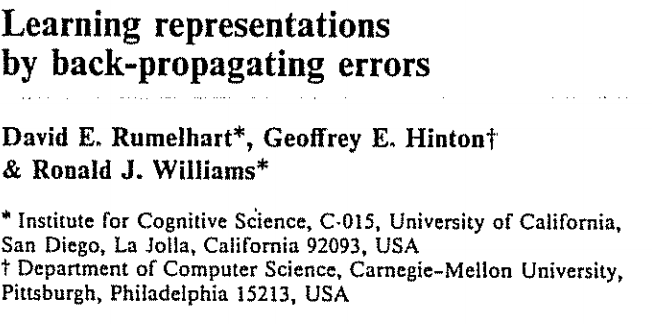 Learning representations
by back-propagating errors
David E. Rumelhart*, Geoffrey E. Hinton†
& Ronald J. Williams*
* Institute for Cognitive Science, C-015, University of California,
San Diego, La Jolla, California 92093, USA
† Department of Computer Science, Carnegie-Mellon University,
Pittsburgh, Philadelphia 15213, USA